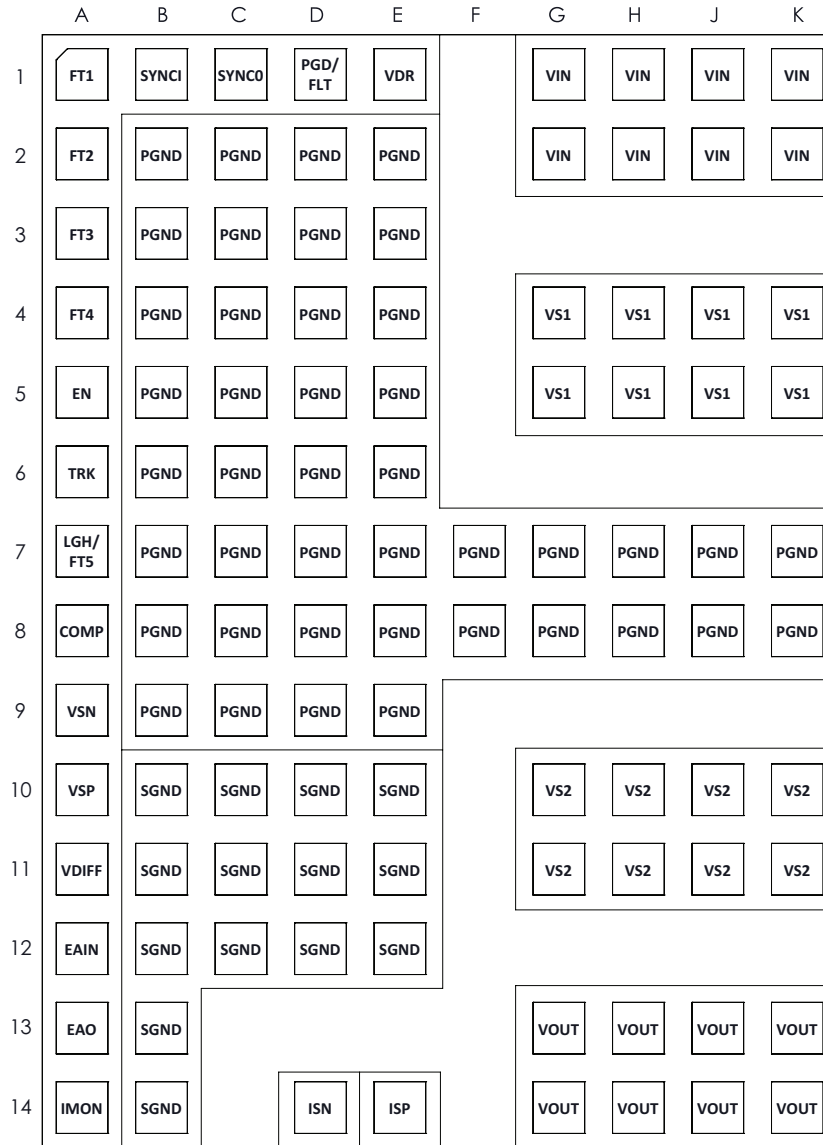 A B C D E F G H J K
1 FT1 SYNCI SYNC0 PGD/ FLT VDR VIN VIN VIN VIN
2 FT2 PGND PGND PGND PGND VIN VIN VIN VIN
3 FT3 PGND PGND PGND PGND
4 FT4 PGND PGND PGND PGND VS1 VS1 VS1 VS1
5 EN PGND PGND PGND PGND VS1 VS1 VS1 VS1
6 TRK PGND PGND PGND PGND
7 LGH/ FT5 PGND PGND PGND PGND PGND PGND PGND PGND PGND
8 COMP PGND PGND PGND PGND PGND PGND PGND PGND PGND
9 VSN PGND PGND PGND PGND
10 VSP SGND SGND SGND SGND VS2 VS2 VS2 VS2
11 VDIFF SGND SGND SGND SGND VS2 VS2 VS2 VS2
12 EAIN SGND SGND SGND SGND
13 EAO SGND VOUT VOUT VOUT VOUT
14 IMON SGND ISN ISP VOUT VOUT VOUT VOUT